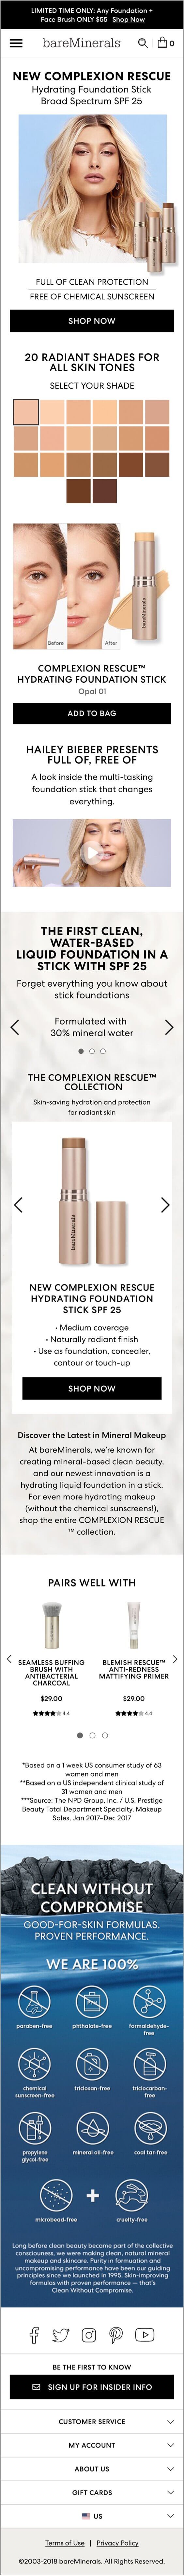 LIMITED TIME ONLY: Any Foundation +
Face Brush ONLY $55 Shop Now
bareMinerals
0
NEW COMPLEXION RESCUE
Hydrating Foundation Stick
Broad Spectrum SPF 25
FULL OF CLEAN PROTECTION
FREE OF CHEMICAL SUNSCREEN
SHOP NOW
20 RADIANT SHADES FOR
ALL SKIN TONES
SELECT YOUR SHADE
Before
After
bareMinerals
COMPLEXION RESCUE™
HYDRATING FOUNDATION STICK
Opal 01
ADD TO BAG
HAILEY BIEBER PRESENTS
FULL OF, FREE OF
A look inside the multi-tasking
foundation stick that changes
everything.
THE FIRST CLEAN,
WATER-BASED
LIQUID FOUNDATION IN A
STICK WITH SPF 25
Forget everything you know about
stick foundations
Formulated with
30% mineral water
THE COMPLEXION RESCUE™
COLLECTION
Skin-saving hydration and protection
for radiant skin
bareMinerals
NEW COMPLEXION RESCUE
HYDRATING FOUNDATION
STICK SPF 25
• Medium coverage
• Naturally radiant finish
• Use as foundation, concealer,
contour or touch-up
SHOP NOW
Discover the Latest in Mineral Makeup
At bareMinerals, we're known for
creating mineral-based clean beauty,
and our newest innovation is a
hydrating liquid foundation in a stick.
For even more hydrating makeup
(without the chemical sunscreens!),
shop the entire COMPLEXION RESCUE
™ collection.
PAIRS WELL WITH
SEAMLESS BUFFING
BRUSH WITH
ANTIBACTERIAL
CHARCOAL
$29.00
4.4
BLEMISH RESCUE™
ANTI-REDNESS
MATTIFYING PRIMER
$29.00
4.4
*Based on a 1 week US consumer study of 63
women and men
**Based on a US independent clinical study of
31 women and men
***Source: The NPD Group, Inc. / U.S. Prestige
Beauty Total Department Specialty, Makeup
Sales, Jan 2017-Dec 2017
CLEAN WITHOUT
COMPROMISE
GOOD-FOR-SKIN FORMULAS.
PROVEN PERFORMANCE.
WE ARE 100%
paraben-free
phthalate-free
formaldehyde-
free
chemical
sunscreen-free
triclosan-free
triclocarban-
free
propylene
glycol-free
mineral oil-free
coal tar-free
microbead-free
+
cruelty-free
Long before clean beauty became part of the collective
consciousness, we were making clean, natural mineral
makeup and skincare. Purity in formulation and
uncompromising performance have been our guiding
principles since we launched in 1995. Skin-improving
formulas with proven performance — that's
Clean Without Compromise.
BE THE FIRST TO KNOW
SIGN UP FOR INSIDER INFO
CUSTOMER SERVICE
MY ACCOUNT
ABOUT US
GIFT CARDS
US
Terms of Use | Privacy Policy
©2003-2018 bareMinerals. All Rights Reserved.